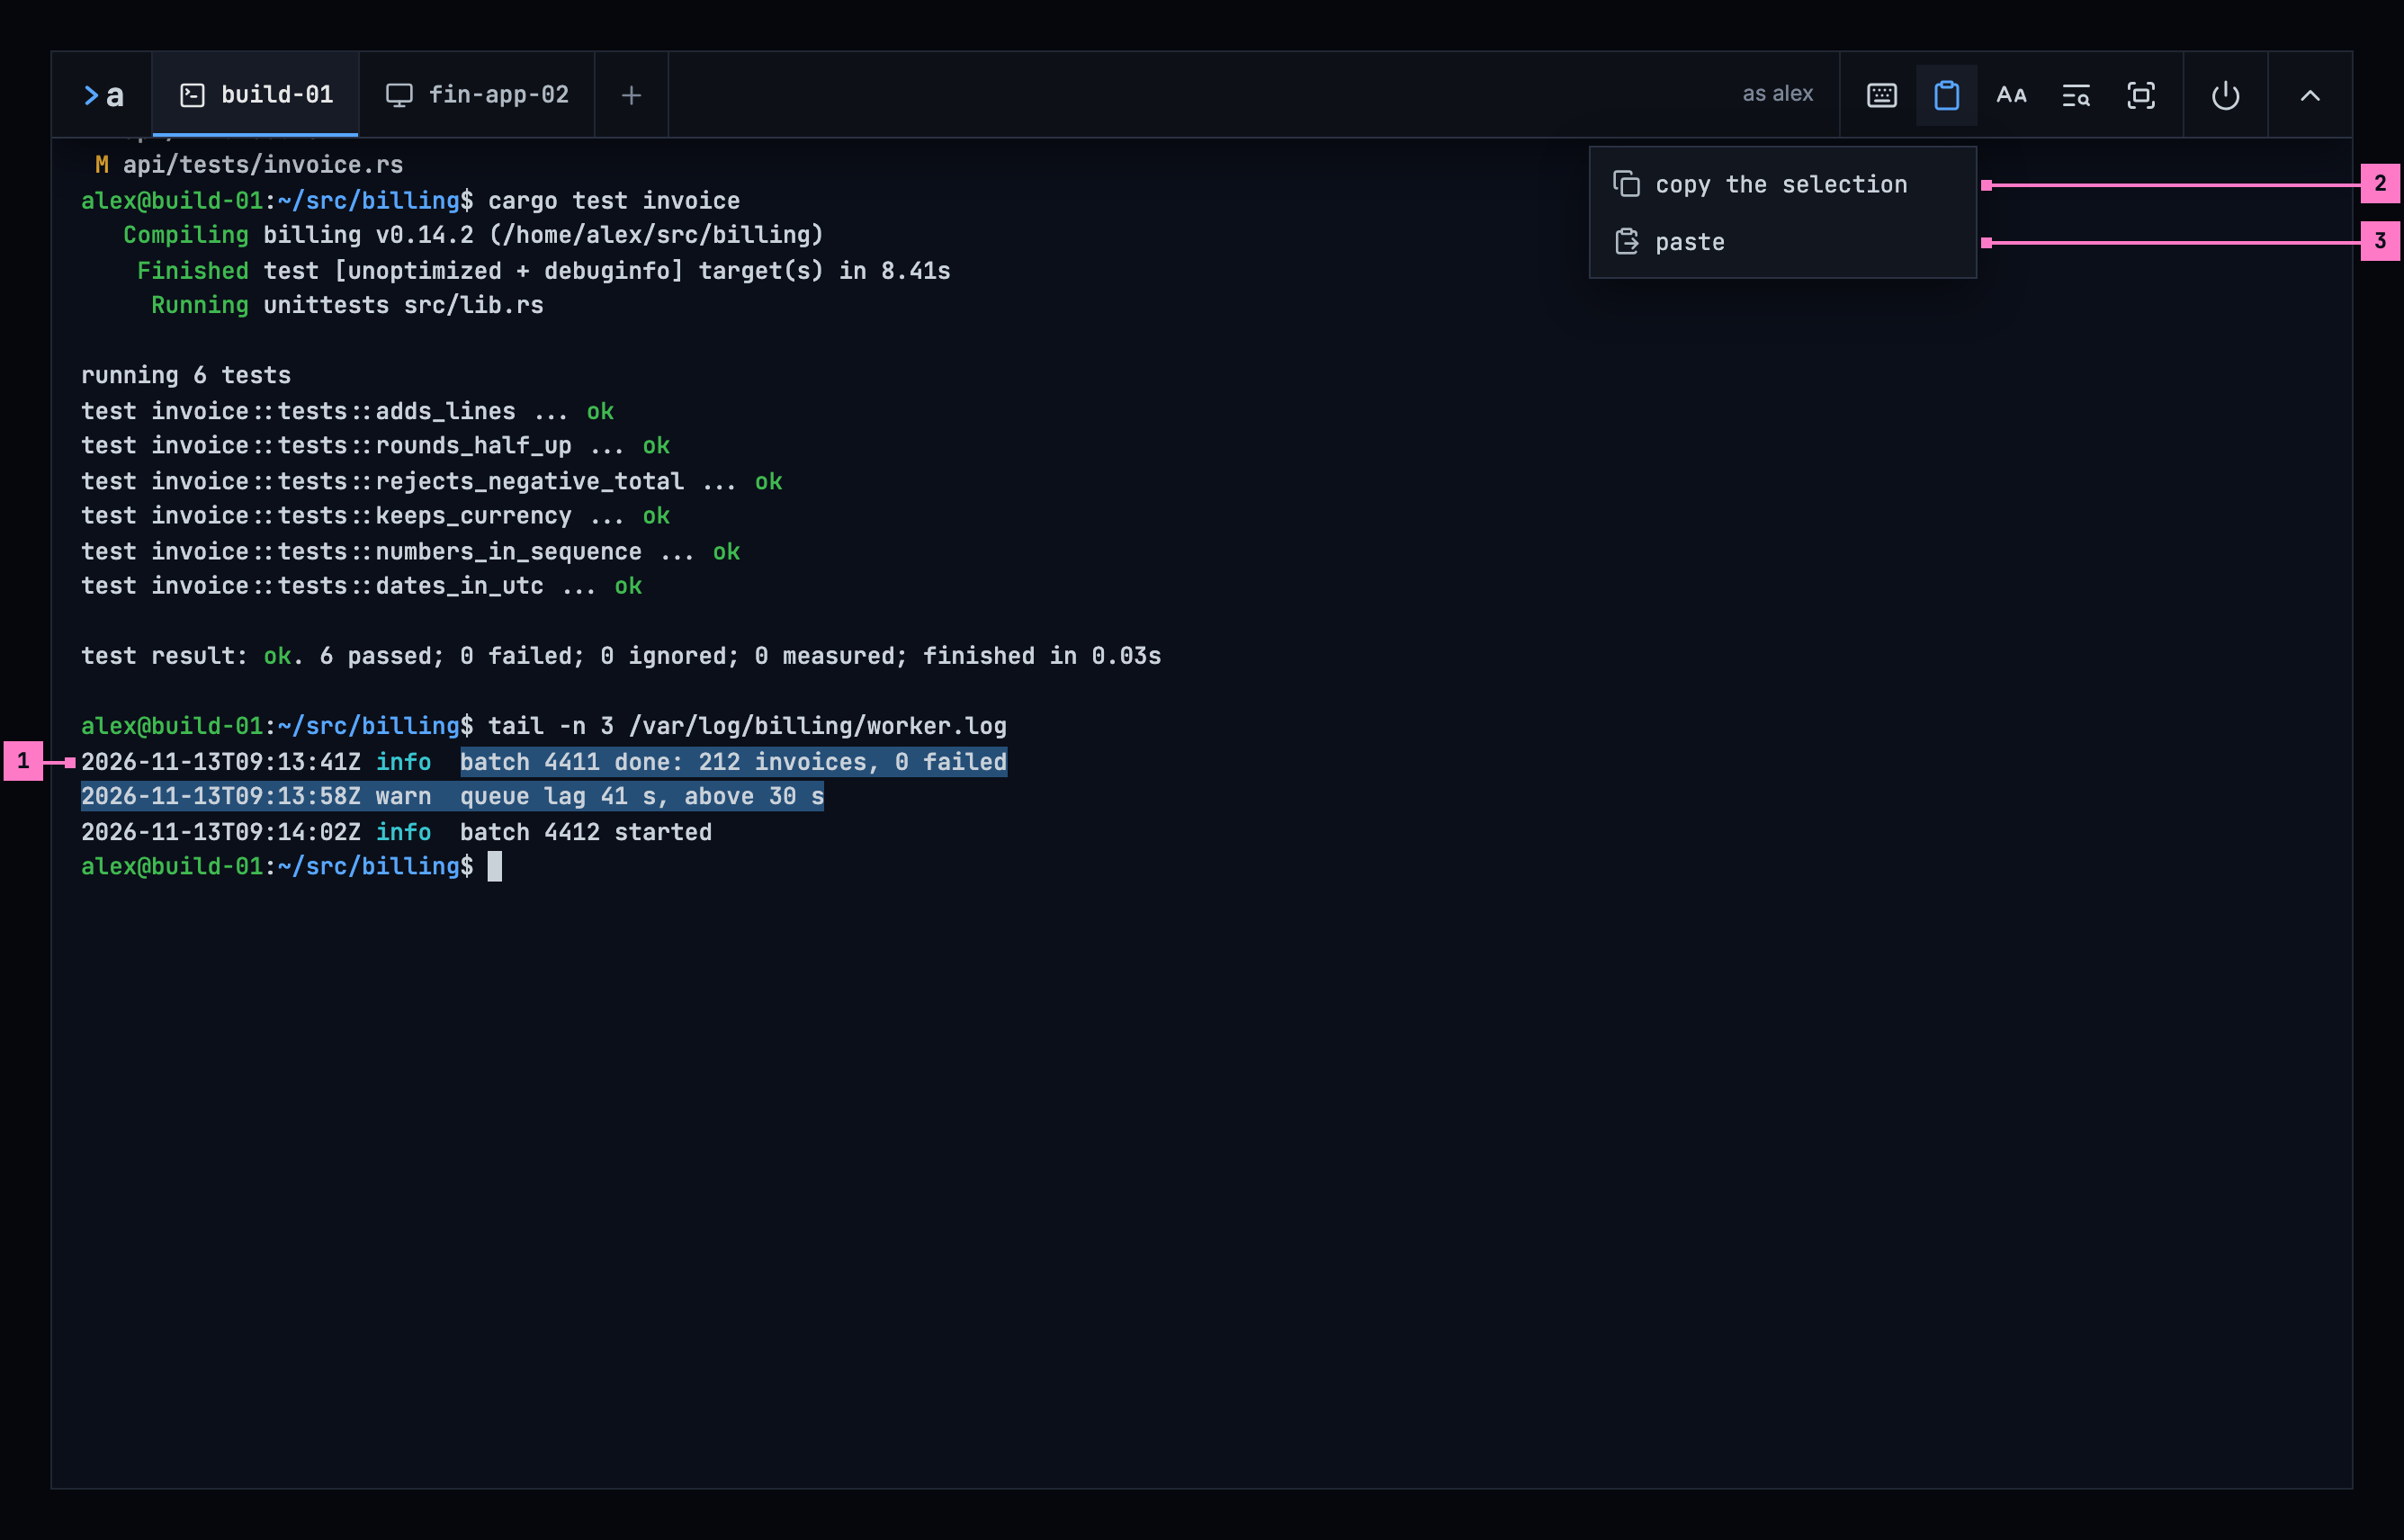 >a build-01 fin-app-02 + as alex AA
M api/tests/invoice.rs
alex@build-01:~/src/billing$ cargo test invoice
Compiling billing v0.14.2 (/home/alex/src/billing)
Finished test [unoptimized + debuginfo] target(s) in 8.41s
Running unittests src/lib.rs
copy the selection
2
paste
3
running 6 tests
test invoice::tests::adds_lines ... ok
test invoice::tests::rounds_half_up ... ok
test invoice::tests::rejects_negative_total ... ok
test invoice::tests::keeps_currency ... ok
test invoice::tests::numbers_in_sequence ... ok
test invoice::tests::dates_in_utc ... ok
test result: ok. 6 passed; 0 failed; 0 ignored; 0 measured; finished in 0.03s
alex@build-01:~/src/billing$ tail -n 3 /var/log/billing/worker.log
1
2026-11-13T09:13:41Z info  batch 4411 done: 212 invoices, 0 failed
2026-11-13T09:13:58Z warn  queue lag 41 s, above 30 s
2026-11-13T09:14:02Z info  batch 4412 started
alex@build-01:~/src/billing$